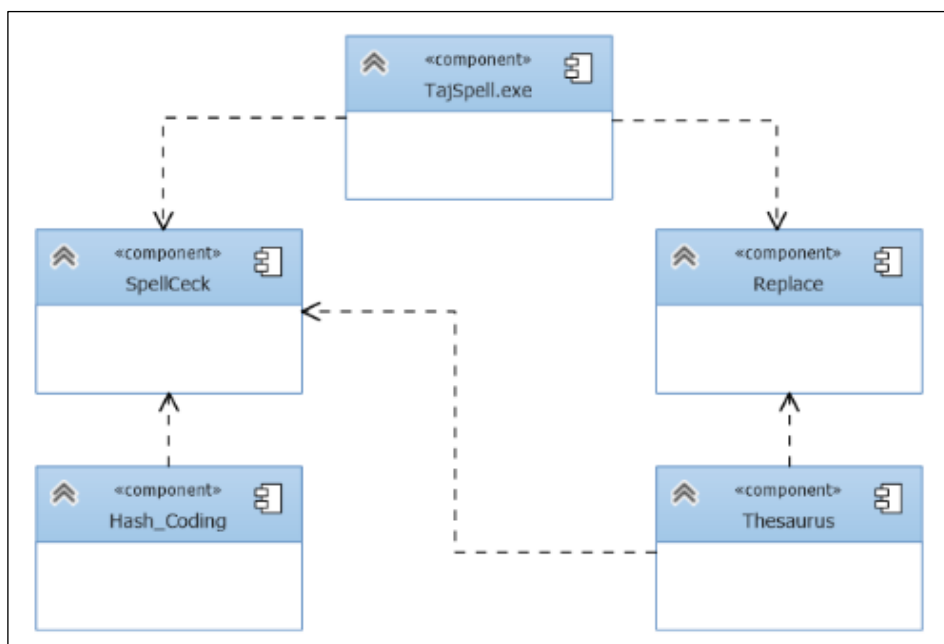 «component»
TajSpell.exe
«component»
SpellCeck
«component»
Replace
«component»
Hash_Coding
«component»
Thesaurus